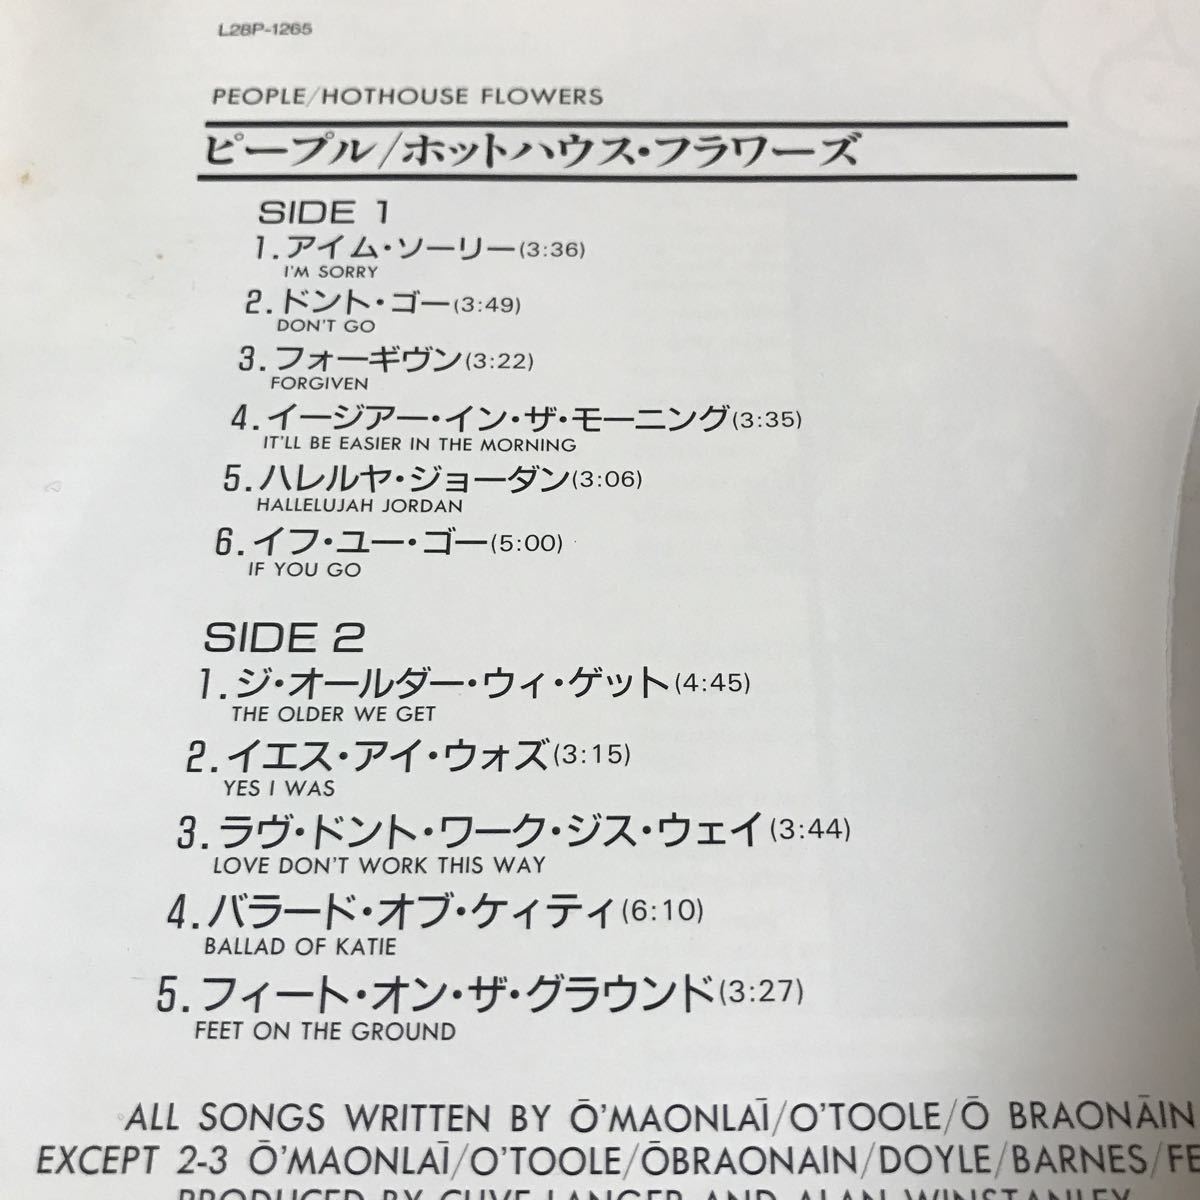 L28P-1265
PEOPLE/HOTHOUSE FLOWERS
ピープル/ホットハウス・フラワーズ
SIDE 1
1.アイム・ソーリー(3:36)
I'M SORRY
2.ドント・ゴー(3:49)
DON'T GO
3.フォーギヴン(3:22)
FORGIVEN
4.イージアー・イン・ザ・モーニング(3:35)
IT'LL BE EASIER IN THE MORNING
5.ハレルヤ・ジョーダン(3:06)
HALLELUJAH JORDAN
6.イフ・ユー・ゴー(5:00)
IF YOU GO
SIDE 2
1.ジ・オールダー・ウィ・ゲット(4:45)
THE OLDER WE GET
2.イエス・アイ・ウォズ(3:15)
YES I WAS
3.ラヴ・ドント・ワーク・ジス・ウェイ(3:44)
LOVE DON'T WORK THIS WAY
4.バラード・オブ・ケィティ(6:10)
BALLAD OF KATIE
5.フィート・オン・ザ・グラウンド(3:27)
FEET ON THE GROUND
ALL SONGS WRITTEN BY Ō'MAONLAĪ/O'TOOLE/Ō BRAONĀIN
EXCEPT 2-3 Ō'MAONLAĪ/O'TOOLE/ŌBRAONAIN/DOYLE/BARNES/FE
PRODUCED BY CLIVE LANGER AND ALAN WINSTANLEY